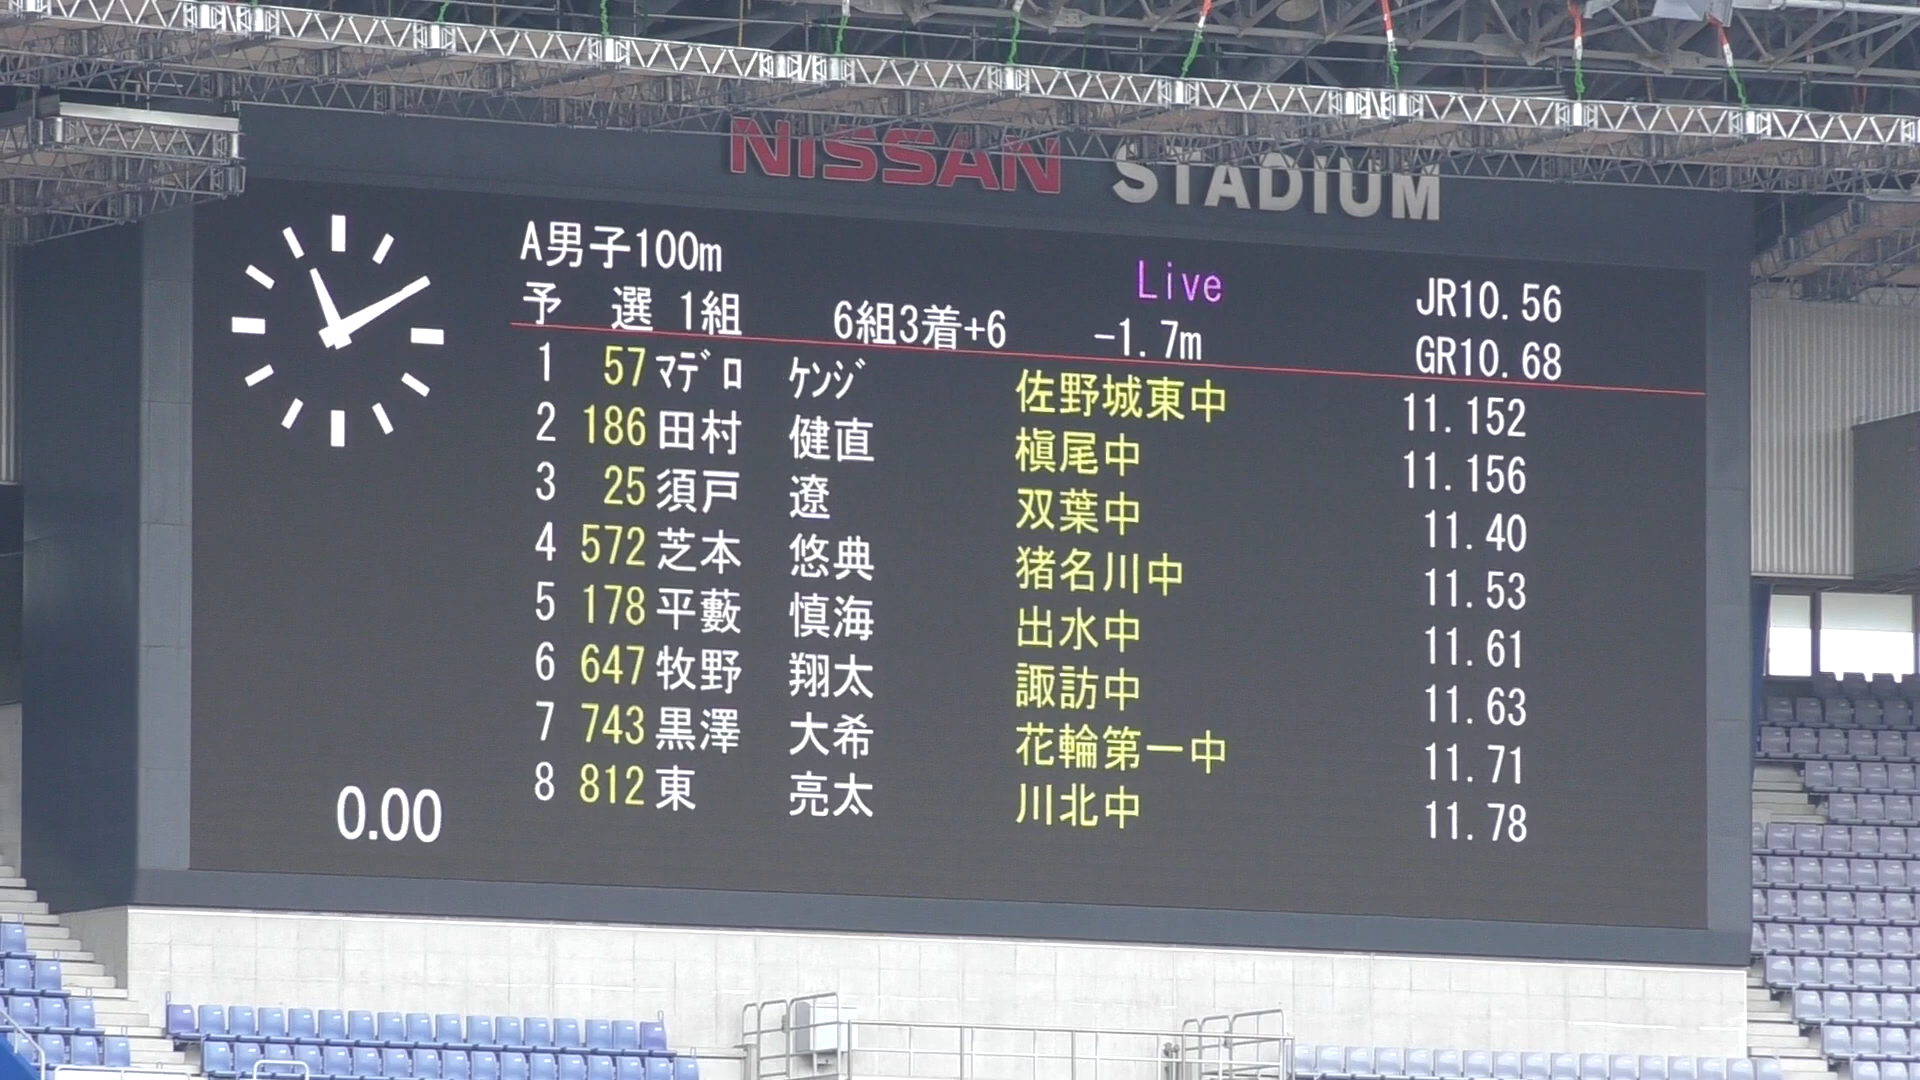 NISSAN STADIUM
A男子100m Live JR10.56
予 選 1組 6組3着+6 -1.7m GR10.68
1 57 ﾏﾃﾞﾛ ｹﾝｼﾞ 佐野城東中 11.152
2 186 田村 健直 槇尾中 11.156
3 25 須戸 遼 双葉中 11.40
4 572 芝本 悠典 猪名川中 11.53
5 178 平藪 慎海 出水中 11.61
6 647 牧野 翔太 諏訪中 11.63
7 743 黒澤 大希 花輪第一中 11.71
8 812 東 亮太 川北中 11.78
0.00